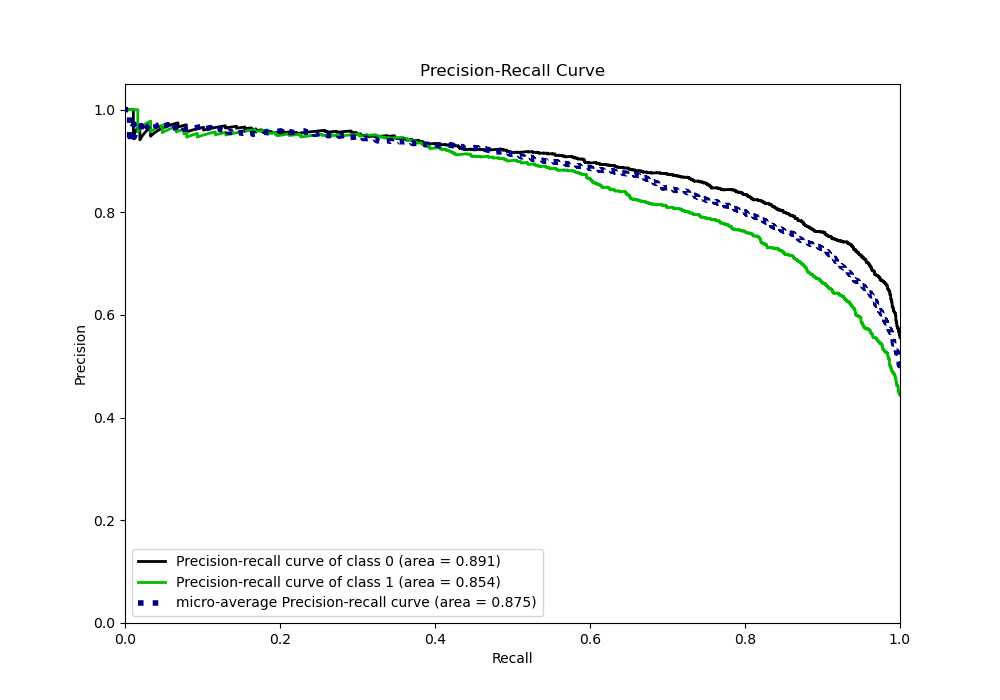 Precision-Recall Curve
1.0
0.8
0.6
0.4
0.2
0.0
Precision
Precision-recall curve of class 0 (area = 0.891)
Precision-recall curve of class 1 (area = 0.854)
micro-average Precision-recall curve (area = 0.875)
0.0 0.2 0.4 0.6 0.8 1.0
Recall